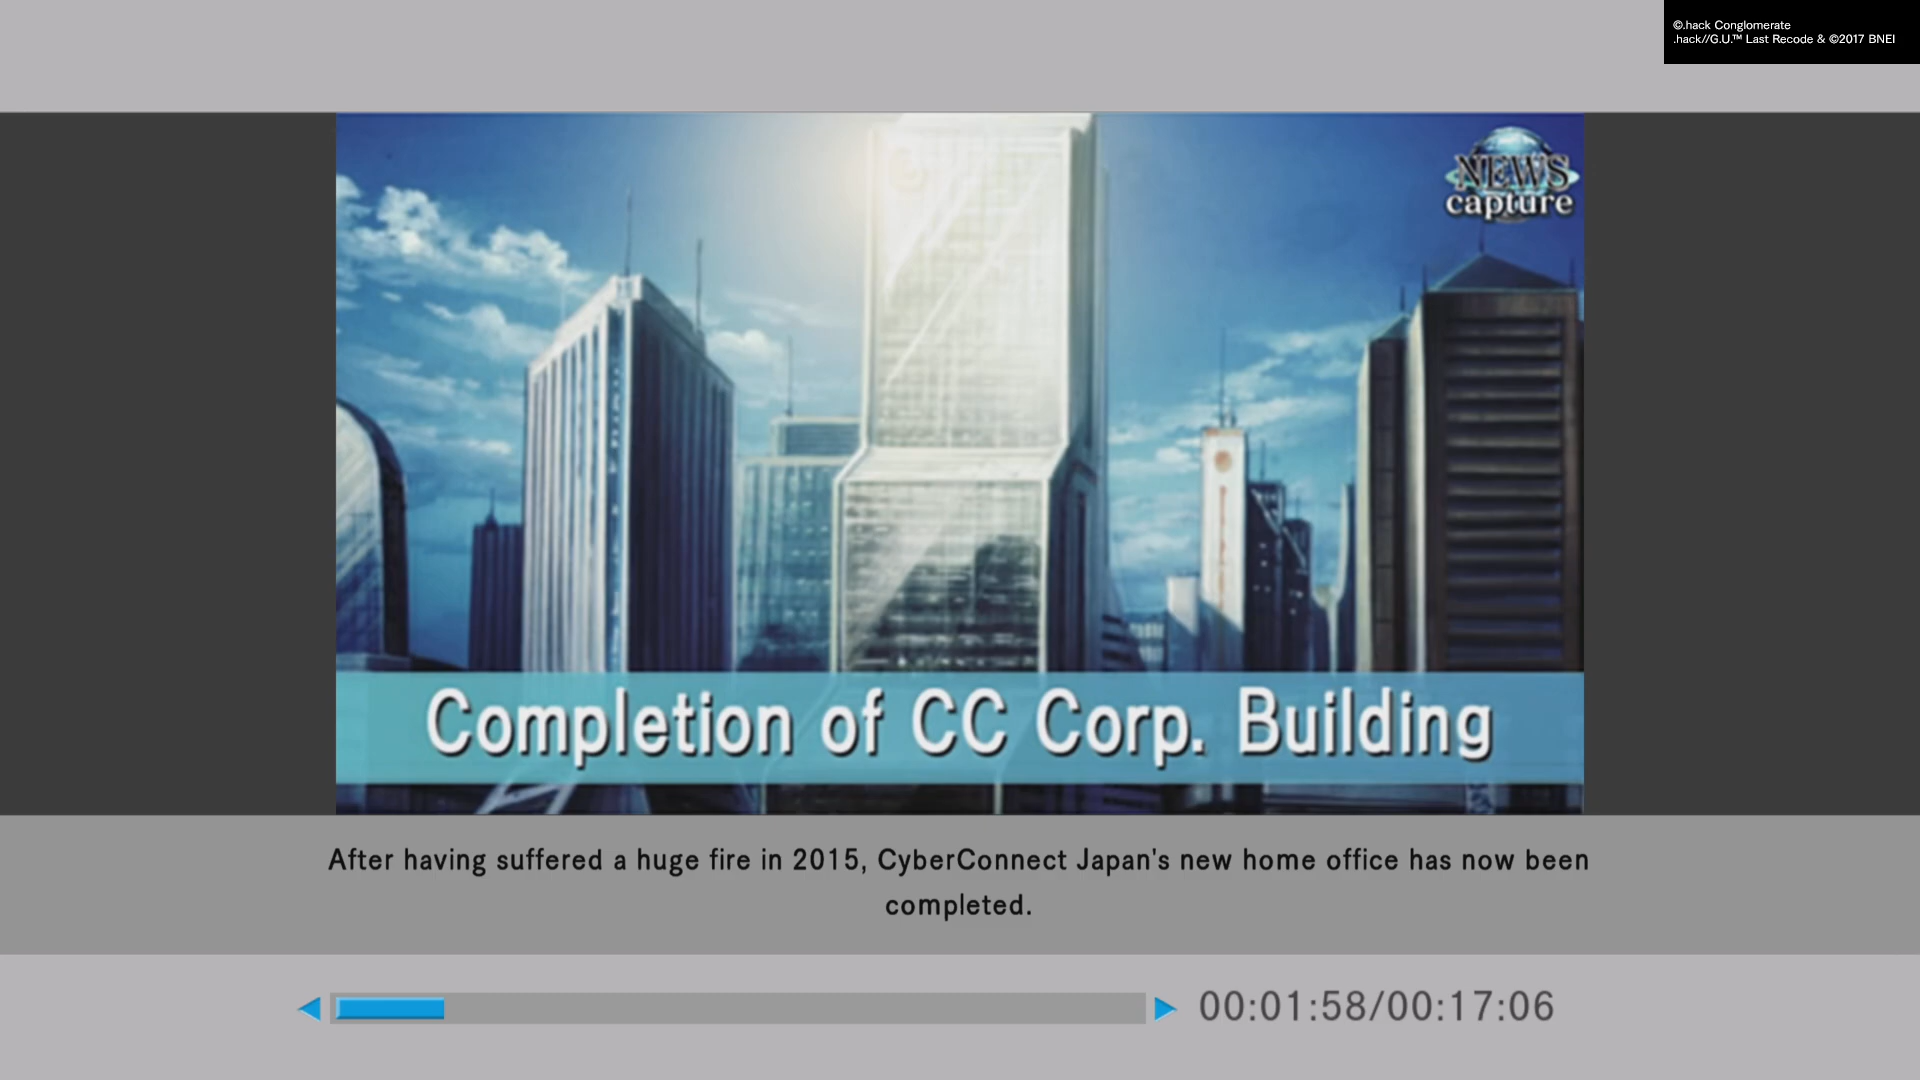 ©.hack Conglomerate
.hack//G.U.™ Last Recode & ©2017 BNEI
NEWS
capture
Completion of CC Corp. Building
After having suffered a huge fire in 2015, CyberConnect Japan's new home office has now been
completed.
00:01:58/00:17:06